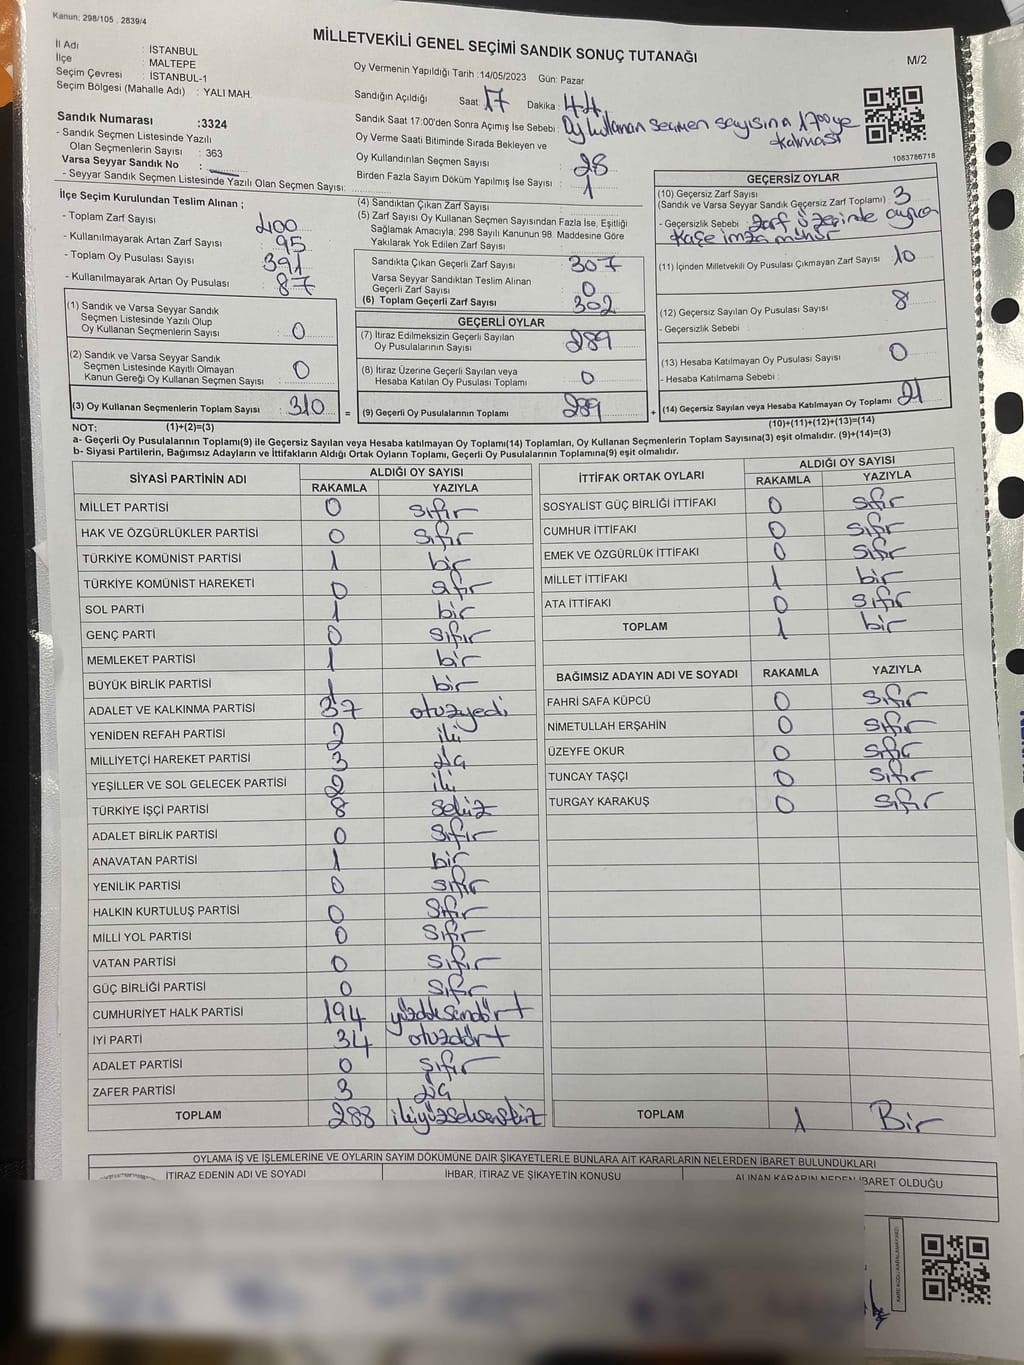 Kanun; 298/105 , 2839/4
MİLLETVEKİLİ GENEL SEÇİMİ SANDIK SONUÇ TUTANAĞI
M/2
İl Adı : İSTANBUL
İlçe : MALTEPE
Seçim Çevresi : İSTANBUL-1
Seçim Bölgesi (Mahalle Adı) : YALI MAH.
Oy Vermenin Yapıldığı Tarih :14/05/2023 Gün: Pazar
Sandığın Açıldığı Saat: 17 Dakika : 44
Sandık Saat 17:00'den Sonra Açımış İse Sebebi : Oy kullanan seçmen sayısına 17:00 ye kalması
Oy Verme Saati Bitiminde Sırada Bekleyen ve
Oy Kullandırılan Seçmen Sayısı : 28
Birden Fazla Sayım Döküm Yapılmış İse Sayısı : 1
1083786718
Sandık Numarası :3324
- Sandık Seçmen Listesinde Yazılı
Olan Seçmenlerin Sayısı : 363
Varsa Seyyar Sandık No :
- Seyyar Sandık Seçmen Listesinde Yazılı Olan Seçmen Sayısı:
İlçe Seçim Kurulundan Teslim Alınan ;
- Toplam Zarf Sayısı 400
- Kullanılmayarak Artan Zarf Sayısı 95
- Toplam Oy Pusulası Sayısı 391
- Kullanılmayarak Artan Oy Pusulası 87
(1) Sandık ve Varsa Seyyar Sandık
Seçmen Listesinde Yazılı Olup
Oy Kullanan Seçmenlerin Sayısı : 0
(2) Sandık ve Varsa Seyyar Sandık
Seçmen Listesinde Kayıtlı Olmayan
Kanun Gereği Oy Kullanan Seçmen Sayısı : 0
(3) Oy Kullanan Seçmenlerin Toplam Sayısı : 310 =
(4) Sandıktan Çıkan Zarf Sayısı :
(5) Zarf Sayısı Oy Kullanan Seçmen Sayısından Fazla İse, Eşitliği
Sağlamak Amacıyla; 298 Sayılı Kanunun 98. Maddesine Göre
Yakılarak Yok Edilen Zarf Sayısı :
Sandıkta Çıkan Geçerli Zarf Sayısı : 307
Varsa Seyyar Sandıktan Teslim Alınan
Geçerli Zarf Sayısı : 0
(6) Toplam Geçerli Zarf Sayısı : 302
GEÇERLİ OYLAR
(7) İtiraz Edilmeksizin Geçerli Sayılan
Oy Pusulalarının Sayısı : 289
(8) İtiraz Üzerine Geçerli Sayılan veya
Hesaba Katılan Oy Pusulası Toplamı : 0
(9) Geçerli Oy Pusulalarının Toplamı : 289 +
GEÇERSİZ OYLAR
(10) Geçersiz Zarf Sayısı
(Sandık ve Varsa Seyyar Sandık Geçersiz Zarf Toplamı) : 3
- Geçersizlik Sebebi : zarf üzerinde ayrıca
kaşe imza mühür
(11) İçinden Milletvekili Oy Pusulası Çıkmayan Zarf Sayısı : 10
(12) Geçersiz Sayılan Oy Pusulası Sayısı : 8
- Geçersizlik Sebebi :
(13) Hesaba Katılmayan Oy Pusulası Sayısı : 0
- Hesaba Katılmama Sebebi :
(14) Geçersiz Sayılan veya Hesaba Katılmayan Oy Toplamı 21
NOT: (1)+(2)=(3)
(10)+(11)+(12)+(13)=(14)
a- Geçerli Oy Pusulalarının Toplamı(9) ile Geçersiz Sayılan veya Hesaba katılmayan Oy Toplamı(14) Toplamları, Oy Kullanan Seçmenlerin Toplam Sayısına(3) eşit olmalıdır. (9)+(14)=(3)
b- Siyasi Partilerin, Bağımsız Adayların ve İttifakların Aldığı Ortak Oyların Toplamı, Geçerli Oy Pusulalarının Toplamına(9) eşit olmalıdır.
SİYASİ PARTİNİN ADI ALDIĞI OY SAYISI
RAKAMLA YAZIYLA
MİLLET PARTİSİ 0 sıfır
HAK VE ÖZGÜRLÜKLER PARTİSİ 0 sıfır
TÜRKİYE KOMÜNİST PARTİSİ 1 bir
TÜRKİYE KOMÜNİST HAREKETİ 0 sıfır
SOL PARTİ 1 bir
GENÇ PARTİ 0 sıfır
MEMLEKET PARTİSİ 1 bir
BÜYÜK BİRLİK PARTİSİ 1 bir
ADALET VE KALKINMA PARTİSİ 37 otuzyedi
YENİDEN REFAH PARTİSİ 2 iki
MİLLİYETÇİ HAREKET PARTİSİ 3 üç
YEŞİLLER VE SOL GELECEK PARTİSİ 2 iki
TÜRKİYE İŞÇİ PARTİSİ 8 sekiz
ADALET BİRLİK PARTİSİ 0 sıfır
ANAVATAN PARTİSİ 1 bir
YENİLİK PARTİSİ 0 sıfır
HALKIN KURTULUŞ PARTİSİ 0 sıfır
MİLLİ YOL PARTİSİ 0 sıfır
VATAN PARTİSİ 0 sıfır
GÜÇ BİRLİĞİ PARTİSİ 0 sıfır
CUMHURİYET HALK PARTİSİ 194 yüzdoksandört
İYİ PARTİ 34 otuzdört
ADALET PARTİSİ 0 sıfır
ZAFER PARTİSİ 3 üç
TOPLAM 288 ikiyüzseksensekiz
İTTİFAK ORTAK OYLARI ALDIĞI OY SAYISI
RAKAMLA YAZIYLA
SOSYALİST GÜÇ BİRLİĞİ İTTİFAKI 0 sıfır
CUMHUR İTTİFAKI 0 sıfır
EMEK VE ÖZGÜRLÜK İTTİFAKI 0 sıfır
MİLLET İTTİFAKI 1 bir
ATA İTTİFAKI 0 sıfır
TOPLAM 1 bir
BAĞIMSIZ ADAYIN ADI VE SOYADI RAKAMLA YAZIYLA
FAHRİ SAFA KÜPCÜ 0 sıfır
NİMETULLAH ERŞAHİN 0 sıfır
ÜZEYFE OKUR 0 sıfır
TUNCAY TAŞÇI 0 sıfır
TURGAY KARAKUŞ 0 sıfır
TOPLAM 1 Bir
OYLAMA İŞ VE İŞLEMLERİNE VE OYLARIN SAYIM DÖKÜMÜNE DAİR ŞİKAYETLERLE BUNLARA AİT KARARLARIN NELERDEN İBARET BULUNDUKLARI
İTİRAZ EDENİN ADI VE SOYADI İHBAR, İTİRAZ VE ŞİKAYETİN KONUSU ALINAN KARARIN NEDEN İBARET OLDUĞU